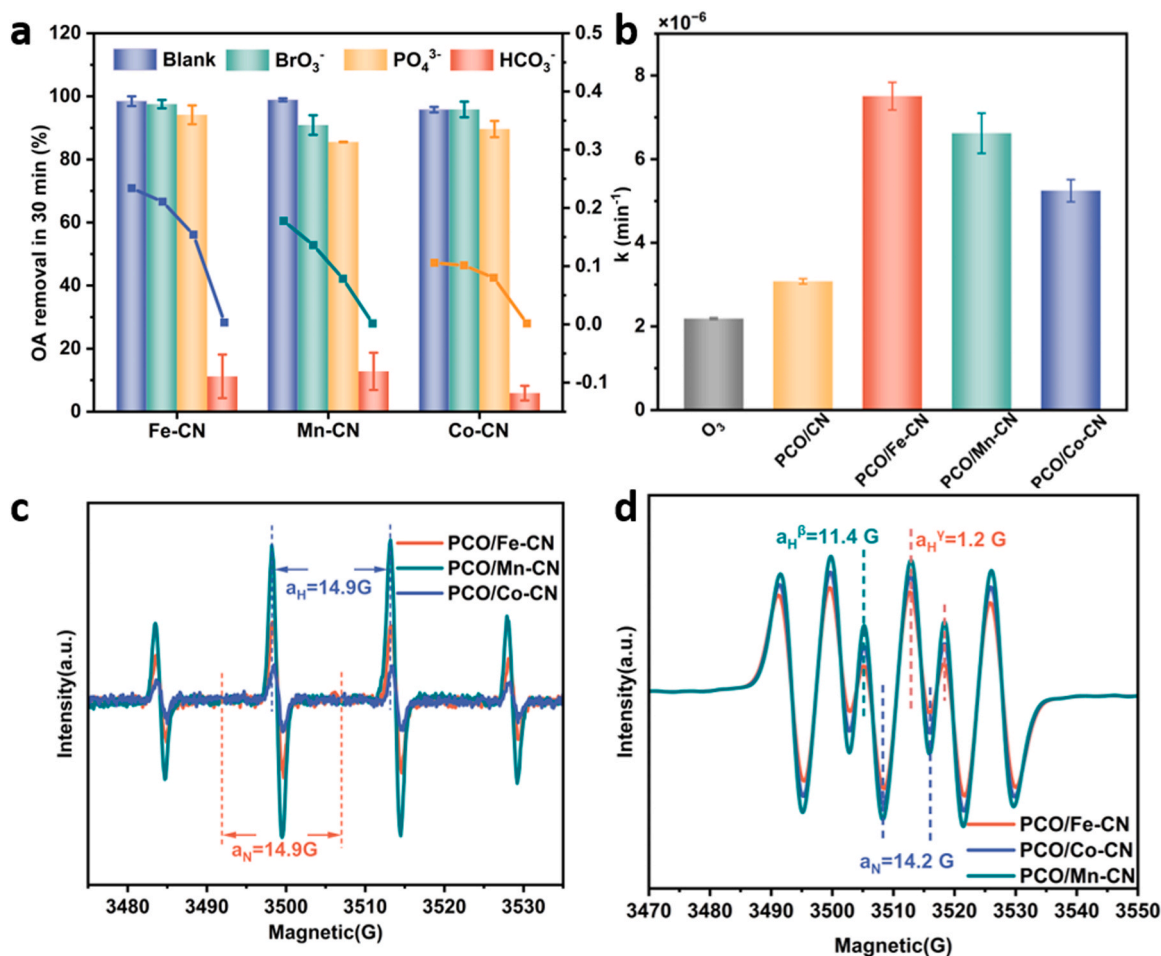 a
120
100
80
60
40
20
0
OA removal in 30 min (%)
Blank BrO₃⁻ PO₄³⁻ HCO₃⁻
0.5
0.4
0.3
0.2
0.1
0.0
-0.1
Fe-CN Mn-CN Co-CN
b
×10⁻⁶
8
6
4
2
0
k (min⁻¹)
O₃ PCO/CN PCO/Fe-CN PCO/Mn-CN PCO/Co-CN
c
Intensity(a.u.)
PCO/Fe-CN
PCO/Mn-CN
PCO/Co-CN
a_H=14.9G
a_N=14.9G
3480 3490 3500 3510 3520 3530
Magnetic(G)
d
Intensity(a.u.)
a_H^β=11.4 G
a_H^γ=1.2 G
a_N=14.2 G
PCO/Fe-CN
PCO/Co-CN
PCO/Mn-CN
3470 3480 3490 3500 3510 3520 3530 3540 3550
Magnetic(G)